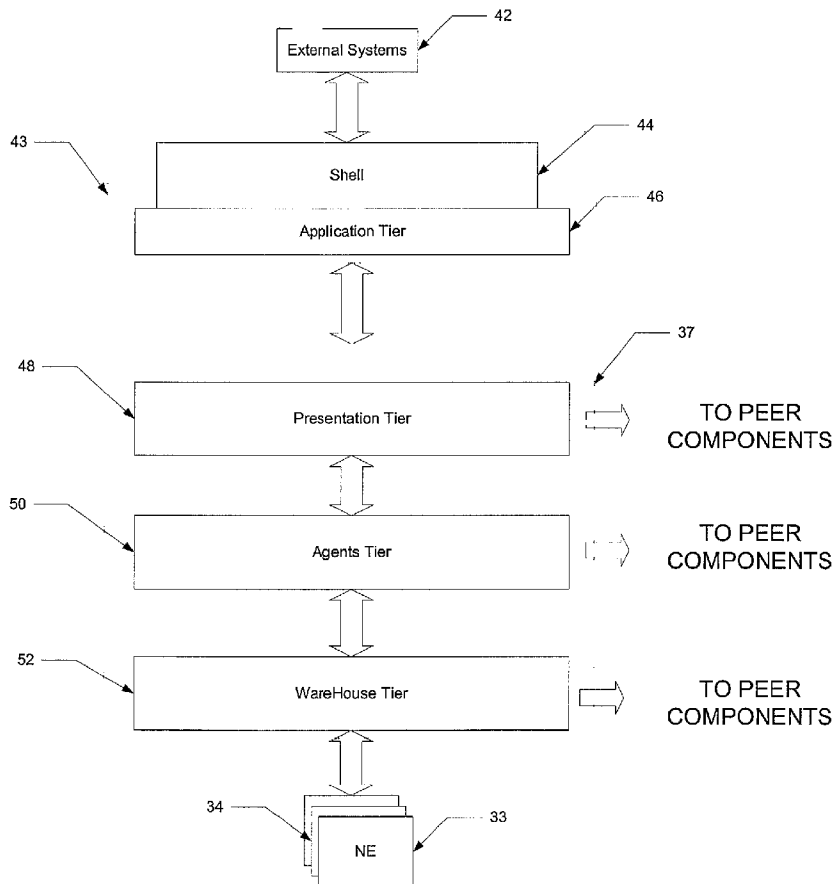 42
External Systems
44
43
Shell
46
Application Tier
37
48
Presentation Tier
TO PEER
COMPONENTS
50
Agents Tier
TO PEER
COMPONENTS
52
WareHouse Tier
TO PEER
COMPONENTS
34
33
NE